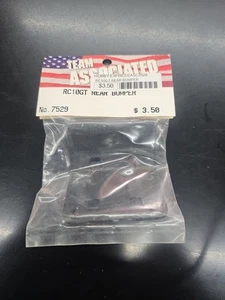 TEAM
ASSOCIATED
$3.50
RC10GT REAR BUMPER
No. 7529
$ 3.50